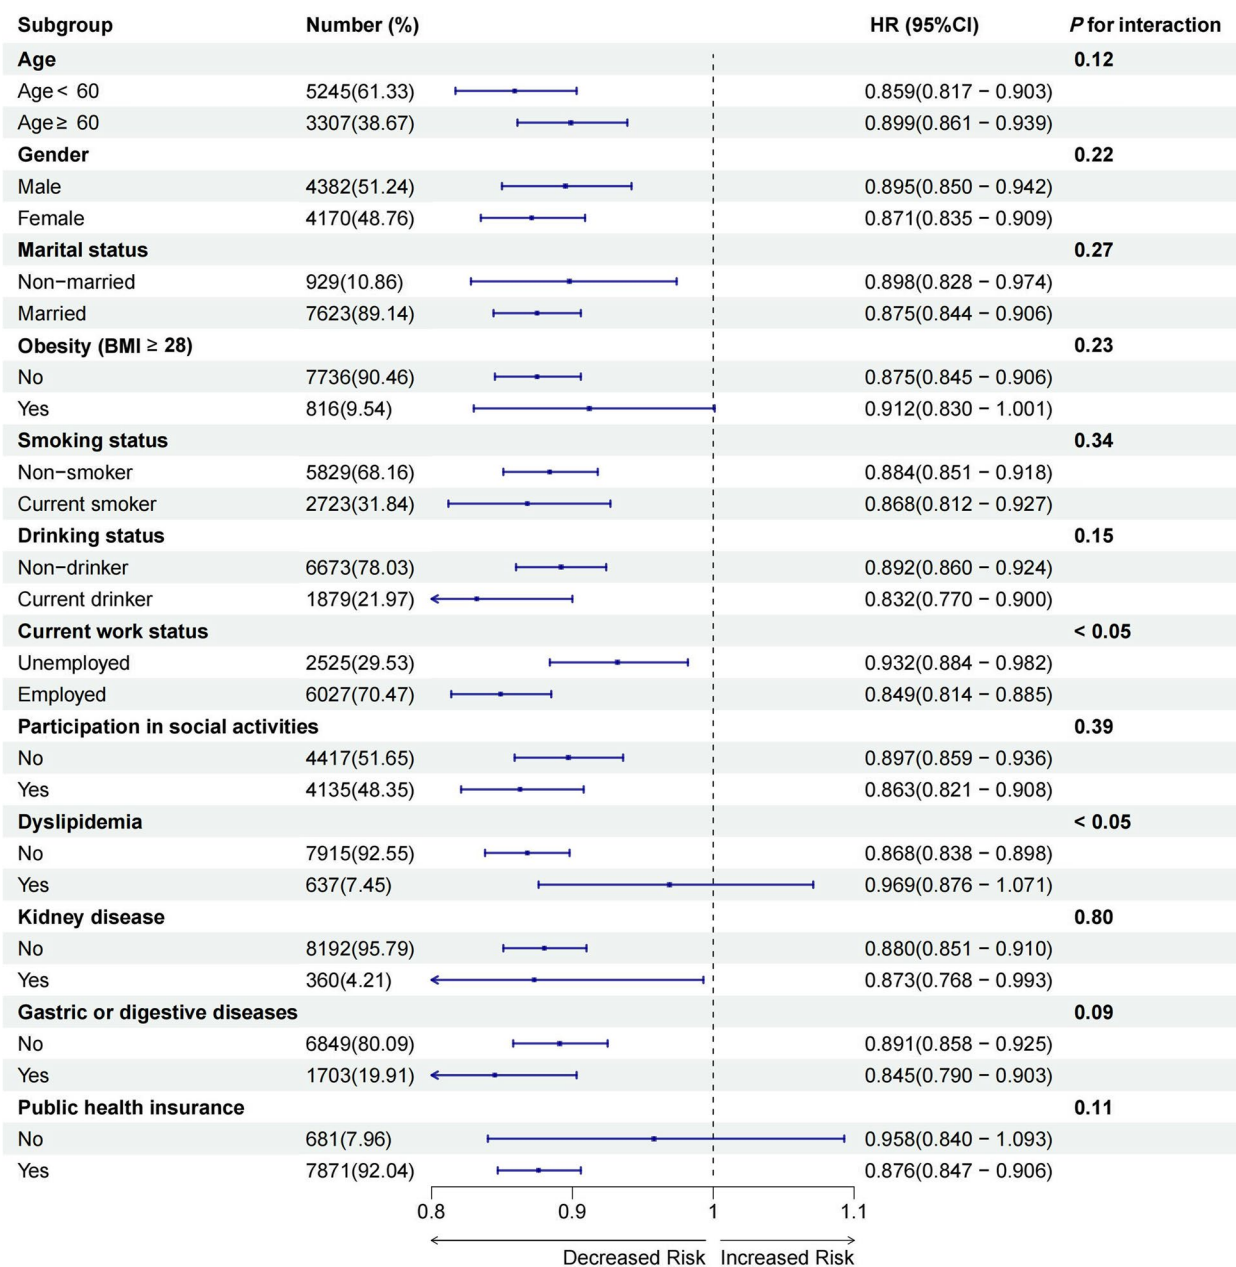 Subgroup Number (%) HR (95%CI) P for interaction
Age 0.12
Age < 60 5245(61.33) 0.859(0.817 − 0.903)
Age ≥ 60 3307(38.67) 0.899(0.861 − 0.939)
Gender 0.22
Male 4382(51.24) 0.895(0.850 − 0.942)
Female 4170(48.76) 0.871(0.835 − 0.909)
Marital status 0.27
Non−married 929(10.86) 0.898(0.828 − 0.974)
Married 7623(89.14) 0.875(0.844 − 0.906)
Obesity (BMI ≥ 28) 0.23
No 7736(90.46) 0.875(0.845 − 0.906)
Yes 816(9.54) 0.912(0.830 − 1.001)
Smoking status 0.34
Non−smoker 5829(68.16) 0.884(0.851 − 0.918)
Current smoker 2723(31.84) 0.868(0.812 − 0.927)
Drinking status 0.15
Non−drinker 6673(78.03) 0.892(0.860 − 0.924)
Current drinker 1879(21.97) 0.832(0.770 − 0.900)
Current work status < 0.05
Unemployed 2525(29.53) 0.932(0.884 − 0.982)
Employed 6027(70.47) 0.849(0.814 − 0.885)
Participation in social activities 0.39
No 4417(51.65) 0.897(0.859 − 0.936)
Yes 4135(48.35) 0.863(0.821 − 0.908)
Dyslipidemia < 0.05
No 7915(92.55) 0.868(0.838 − 0.898)
Yes 637(7.45) 0.969(0.876 − 1.071)
Kidney disease 0.80
No 8192(95.79) 0.880(0.851 − 0.910)
Yes 360(4.21) 0.873(0.768 − 0.993)
Gastric or digestive diseases 0.09
No 6849(80.09) 0.891(0.858 − 0.925)
Yes 1703(19.91) 0.845(0.790 − 0.903)
Public health insurance 0.11
No 681(7.96) 0.958(0.840 − 1.093)
Yes 7871(92.04) 0.876(0.847 − 0.906)
0.8 0.9 1 1.1
Decreased Risk Increased Risk